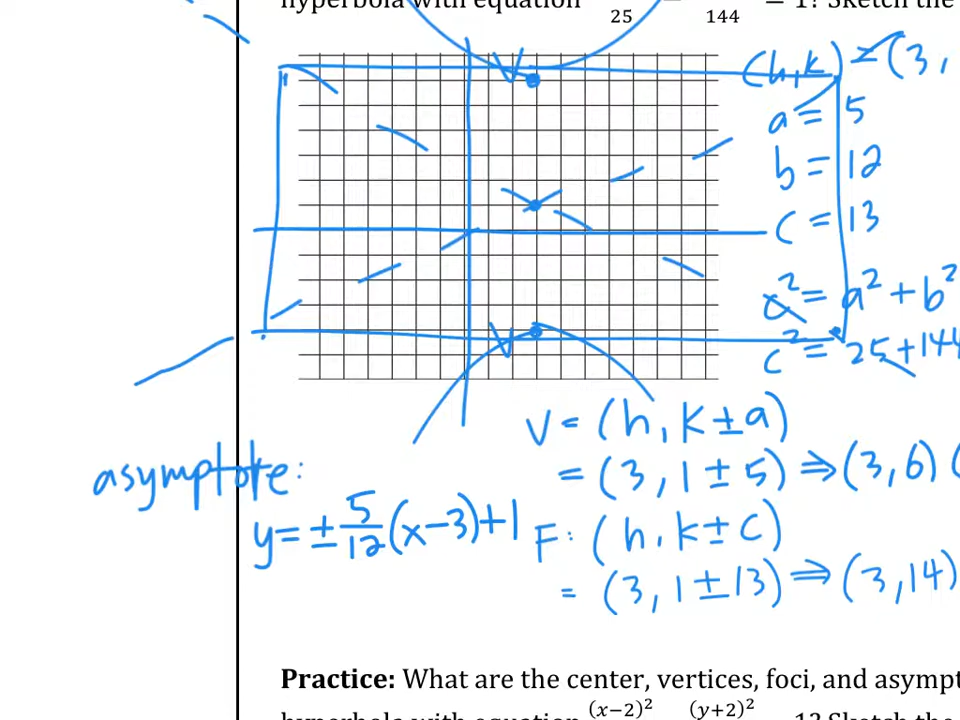 hyperbola with equation 25 − 144 = 1? Sketch the
(h,k) = (3,
a = 5
b = 12
c = 13
c² = a² + b²
c² = 25+144
V
V
V = (h, k±a)
= (3, 1 ± 5) ⇒ (3, 6) (
asymptote:
y = ± 5/12 (x−3)+1
F: (h, k±c)
= (3, 1 ± 13) ⇒ (3, 14)
Practice: What are the center, vertices, foci, and asympt
hyperbola with equation (x−2)² (y+2)² 1? Sketch the